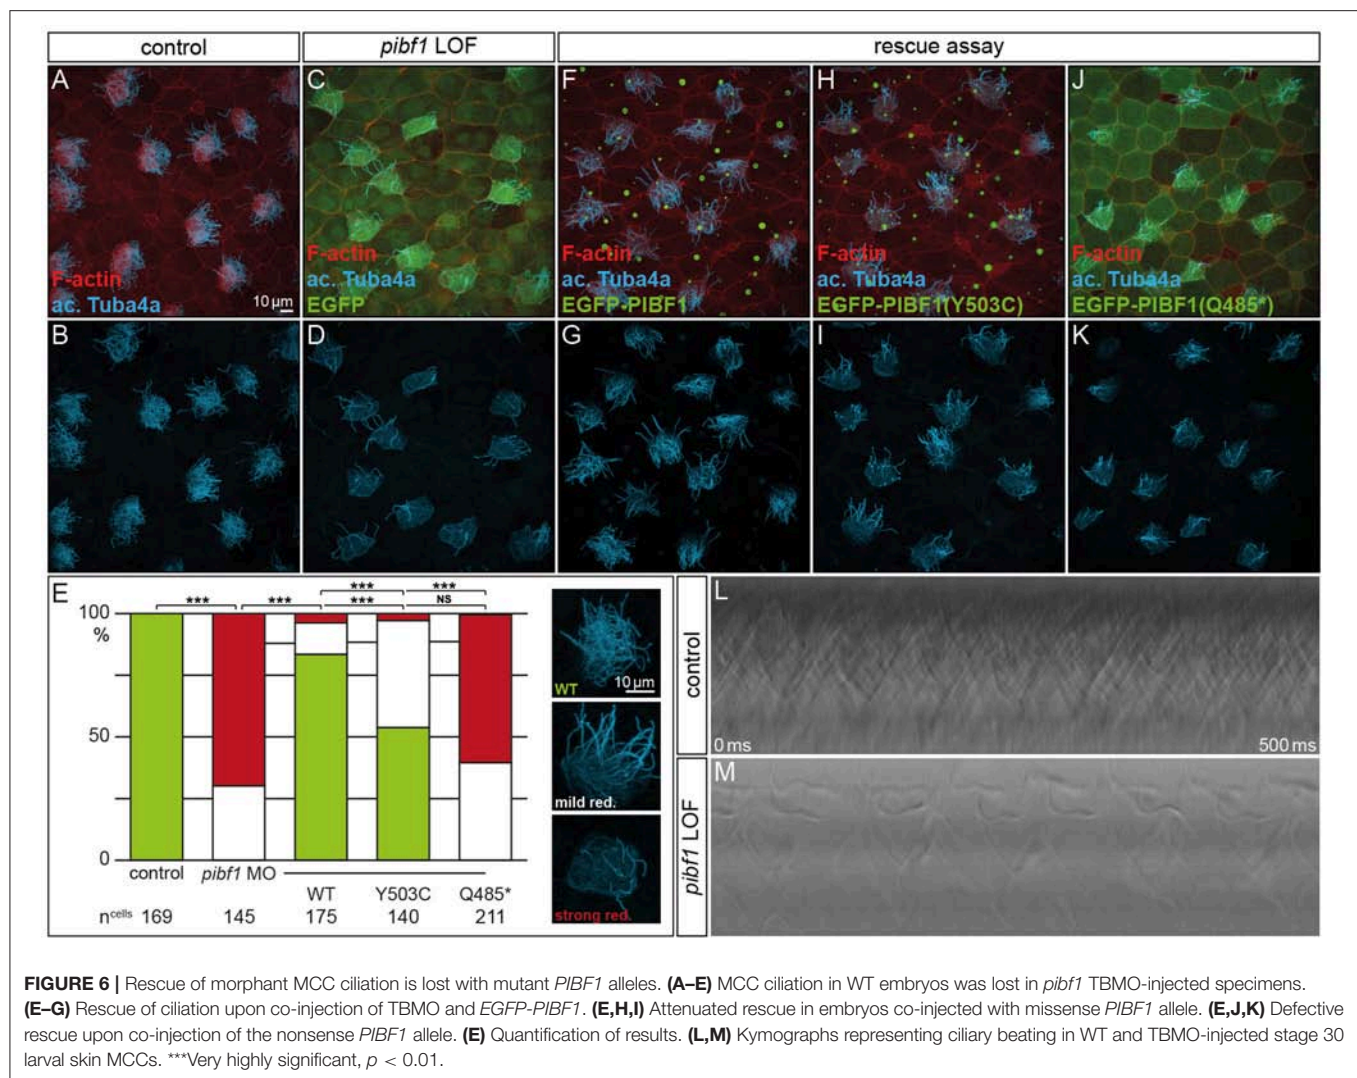 control
pibf1 LOF
rescue assay
A
F-actin
ac. Tuba4a
10 µm
C
F-actin
ac. Tuba4a
EGFP
F
F-actin
ac. Tuba4a
EGFP-PIBF1
H
F-actin
ac. Tuba4a
EGFP-PIBF1(Y503C)
J
F-actin
ac. Tuba4a
EGFP-PIBF1(Q485*)
B
D
G
I
K
E
*** ***
*** *** *** NS
100
%
50
0
control pibf1 MO
WT Y503C Q485*
ncells 169 145 175 140 211
WT
10 µm
mild red.
strong red.
control
L
0 ms 500 ms
pibf1 LOF
M
FIGURE 6 | Rescue of morphant MCC ciliation is lost with mutant PIBF1 alleles. (A–E) MCC ciliation in WT embryos was lost in pibf1 TBMO-injected specimens.
(E–G) Rescue of ciliation upon co-injection of TBMO and EGFP-PIBF1. (E,H,I) Attenuated rescue in embryos co-injected with missense PIBF1 allele. (E,J,K) Defective
rescue upon co-injection of the nonsense PIBF1 allele. (E) Quantification of results. (L,M) Kymographs representing ciliary beating in WT and TBMO-injected stage 30
larval skin MCCs. ***Very highly significant, p < 0.01.